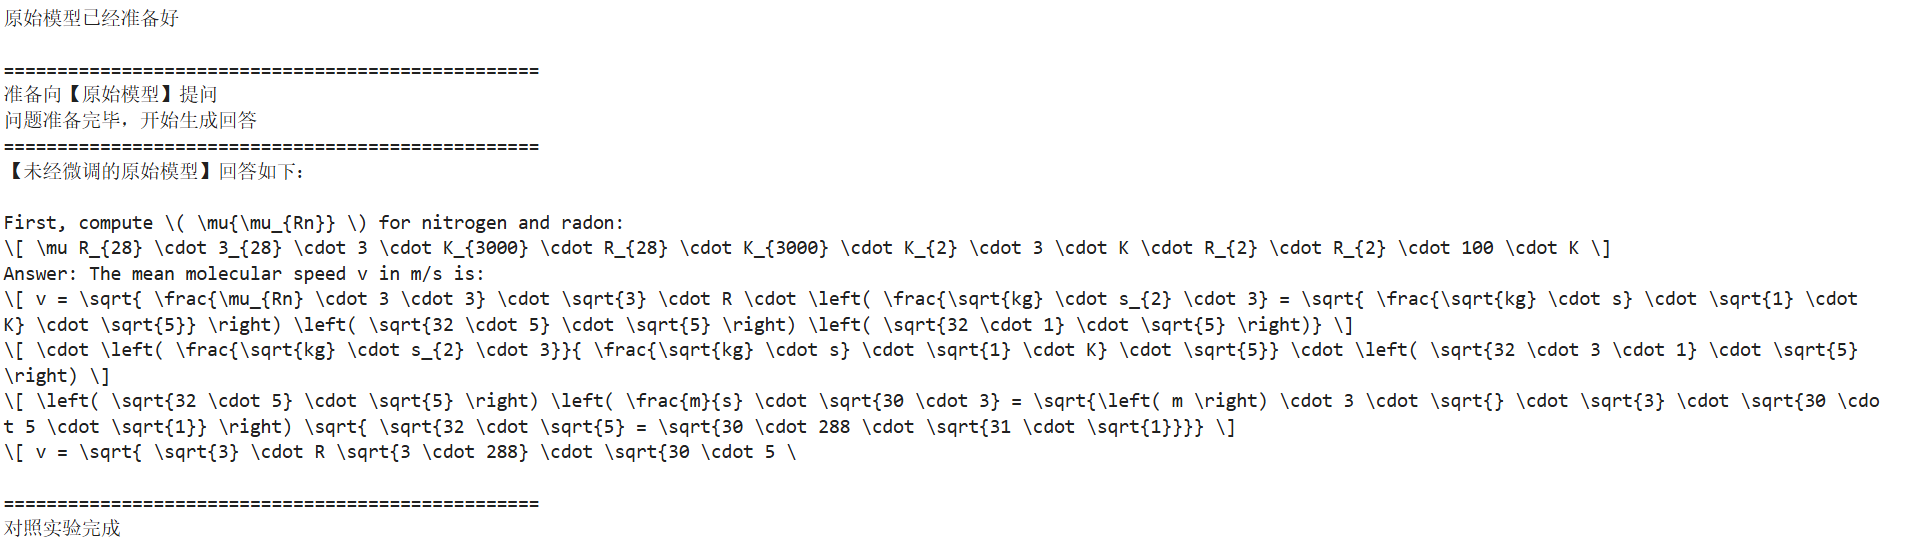 原始模型已经准备好
==================================================
准备向【原始模型】提问
问题准备完毕，开始生成回答
==================================================
【未经微调的原始模型】回答如下：
First, compute \( \mu{\mu_{Rn}} \) for nitrogen and radon:
\[ \mu R_{28} \cdot 3_{28} \cdot 3 \cdot K_{3000} \cdot R_{28} \cdot K_{3000} \cdot K_{2} \cdot 3 \cdot K \cdot R_{2} \cdot R_{2} \cdot 100 \cdot K \]
Answer: The mean molecular speed v in m/s is:
\[ v = \sqrt{ \frac{\mu_{Rn} \cdot 3 \cdot 3} \cdot \sqrt{3} \cdot R \cdot \left( \frac{\sqrt{kg} \cdot s_{2} \cdot 3} = \sqrt{ \frac{\sqrt{kg} \cdot s} \cdot \sqrt{1} \cdot
K} \cdot \sqrt{5}} \right) \left( \sqrt{32 \cdot 5} \cdot \sqrt{5} \right) \left( \sqrt{32 \cdot 1} \cdot \sqrt{5} \right)} \]
\[ \cdot \left( \frac{\sqrt{kg} \cdot s_{2} \cdot 3}}{ \frac{\sqrt{kg} \cdot s} \cdot \sqrt{1} \cdot K} \cdot \sqrt{5}} \cdot \left( \sqrt{32 \cdot 3 \cdot 1} \cdot \sqrt{5}
\right) \]
\[ \left( \sqrt{32 \cdot 5} \cdot \sqrt{5} \right) \left( \frac{m}{s} \cdot \sqrt{30 \cdot 3} = \sqrt{\left( m \right) \cdot 3 \cdot \sqrt{} \cdot \sqrt{3} \cdot \sqrt{30 \cdo
t 5 \cdot \sqrt{1}} \right) \sqrt{ \sqrt{32 \cdot \sqrt{5} = \sqrt{30 \cdot 288 \cdot \sqrt{31 \cdot \sqrt{1}}}} \]
\[ v = \sqrt{ \sqrt{3} \cdot R \sqrt{3 \cdot 288} \cdot \sqrt{30 \cdot 5 \
==================================================
对照实验完成